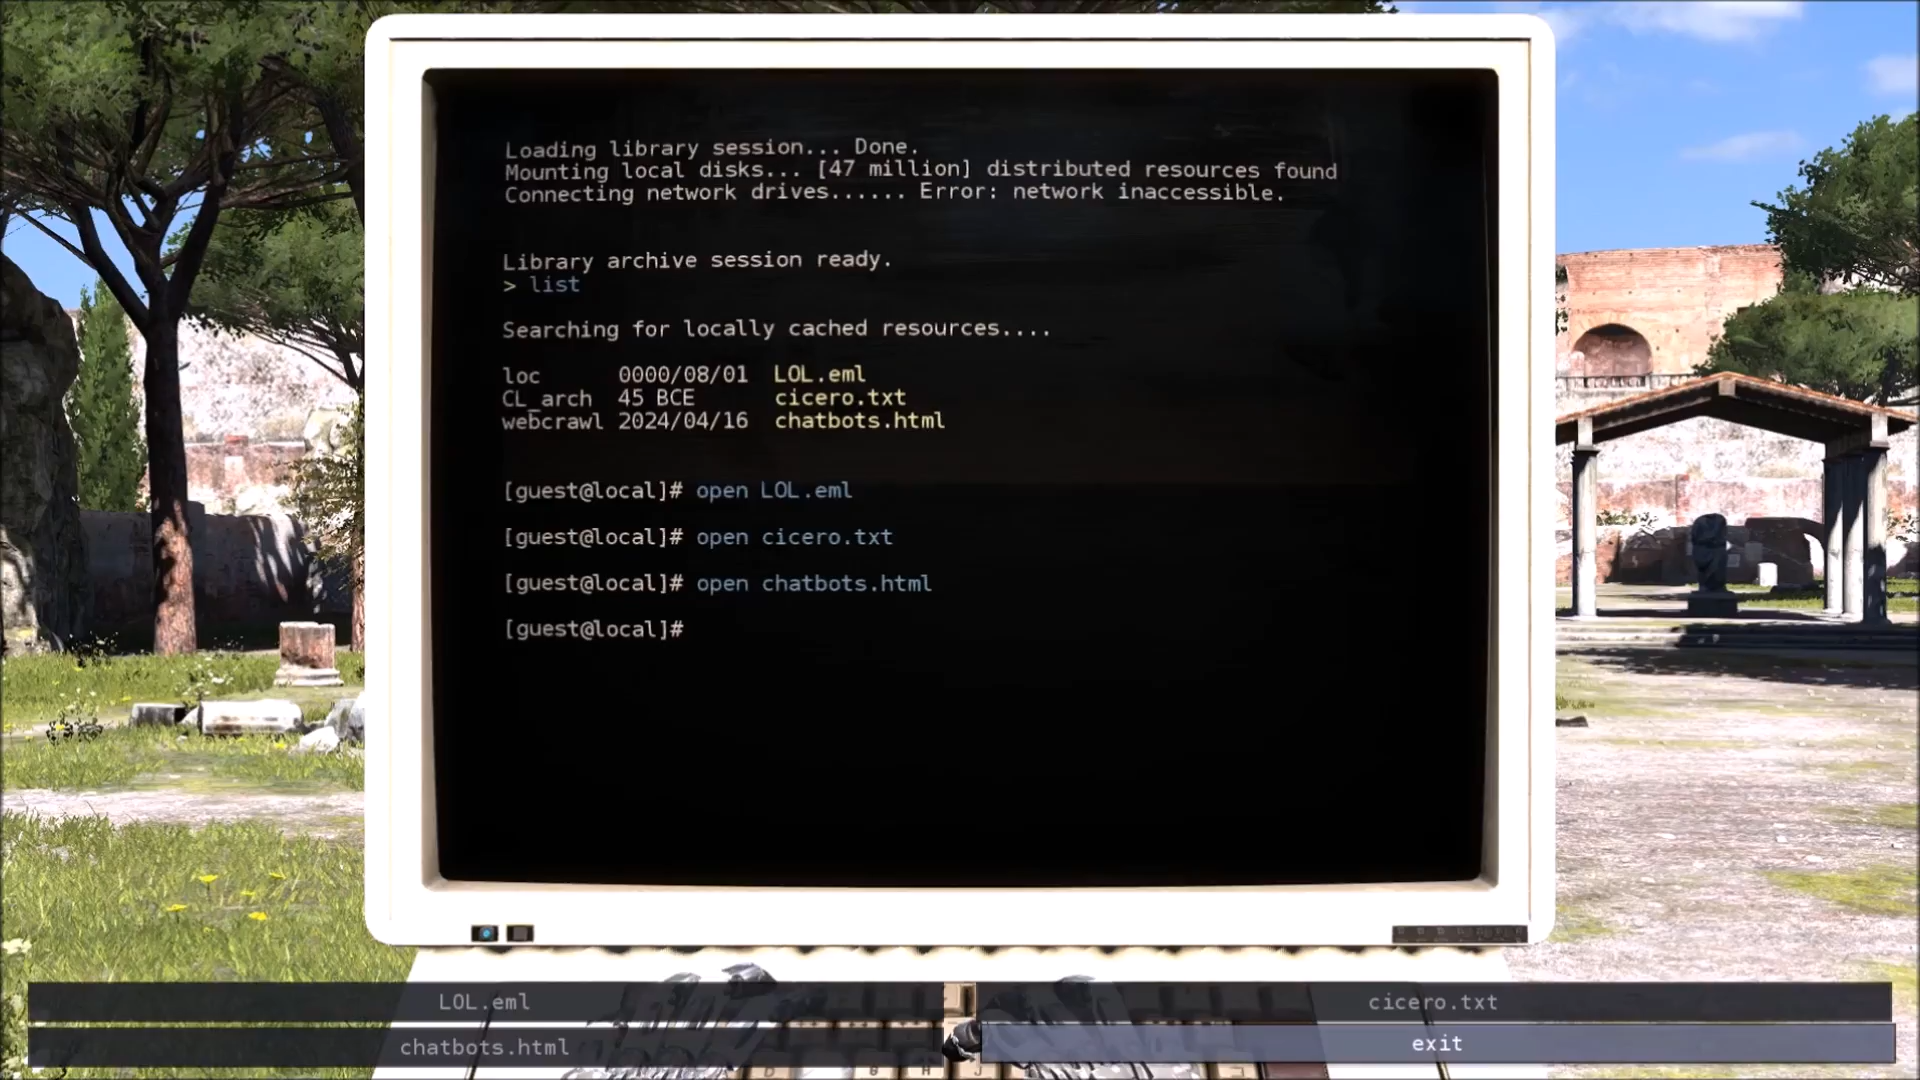 Loading library session... Done.
Mounting local disks... [47 million] distributed resources found
Connecting network drives...... Error: network inaccessible.
Library archive session ready.
> list
Searching for locally cached resources....
loc 0000/08/01 LOL.eml
CL_arch 45 BCE cicero.txt
webcrawl 2024/04/16 chatbots.html
[guest@local]# open LOL.eml
[guest@local]# open cicero.txt
[guest@local]# open chatbots.html
[guest@local]#
LOL.eml
cicero.txt
chatbots.html
exit